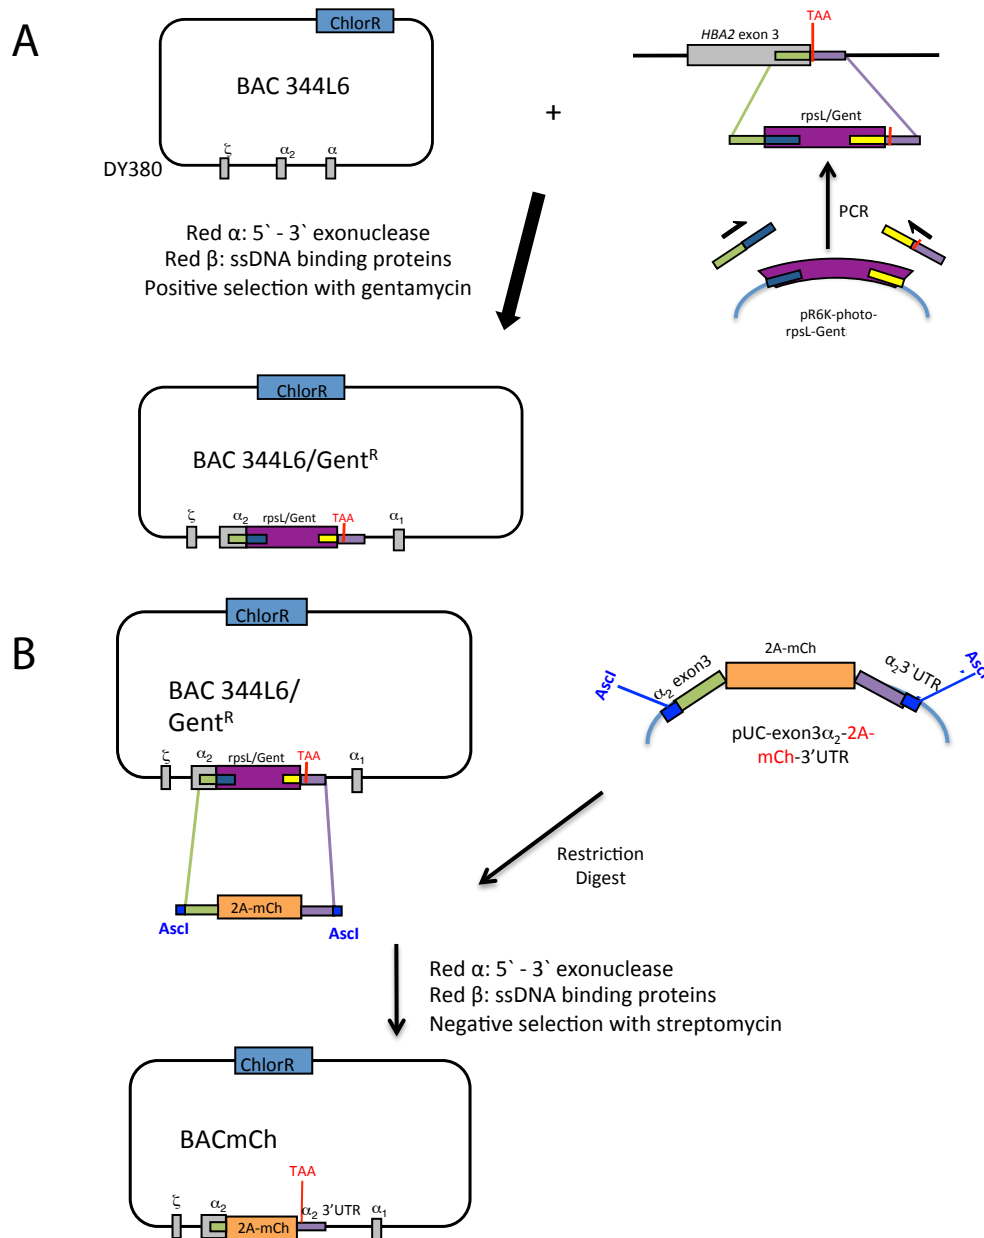 A
ChlorR
BAC 344L6
ζ
α2
α
DY380
+
TAA
HBA2 exon 3
rpsL/Gent
PCR
pR6K-photo-
rpsL-Gent
Red α: 5` - 3` exonuclease
Red β: ssDNA binding proteins
Positive selection with gentamycin
ChlorR
BAC 344L6/Gent^R
ζ
α2
rpsL/Gent
TAA
α1
B
ChlorR
BAC 344L6/
Gent^R
ζ
α2
rpsL/Gent
TAA
α1
2A-mCh
AscI
AscI
AscI
α2 exon3
2A-mCh
α2 3`UTR
AscI
pUC-exon3α2-2A-
mCh-3’UTR
Restriction
Digest
Red α: 5` - 3` exonuclease
Red β: ssDNA binding proteins
Negative selection with streptomycin
ChlorR
BACmCh
TAA
ζ
α2
2A-mCh
α2 3’UTR
α1